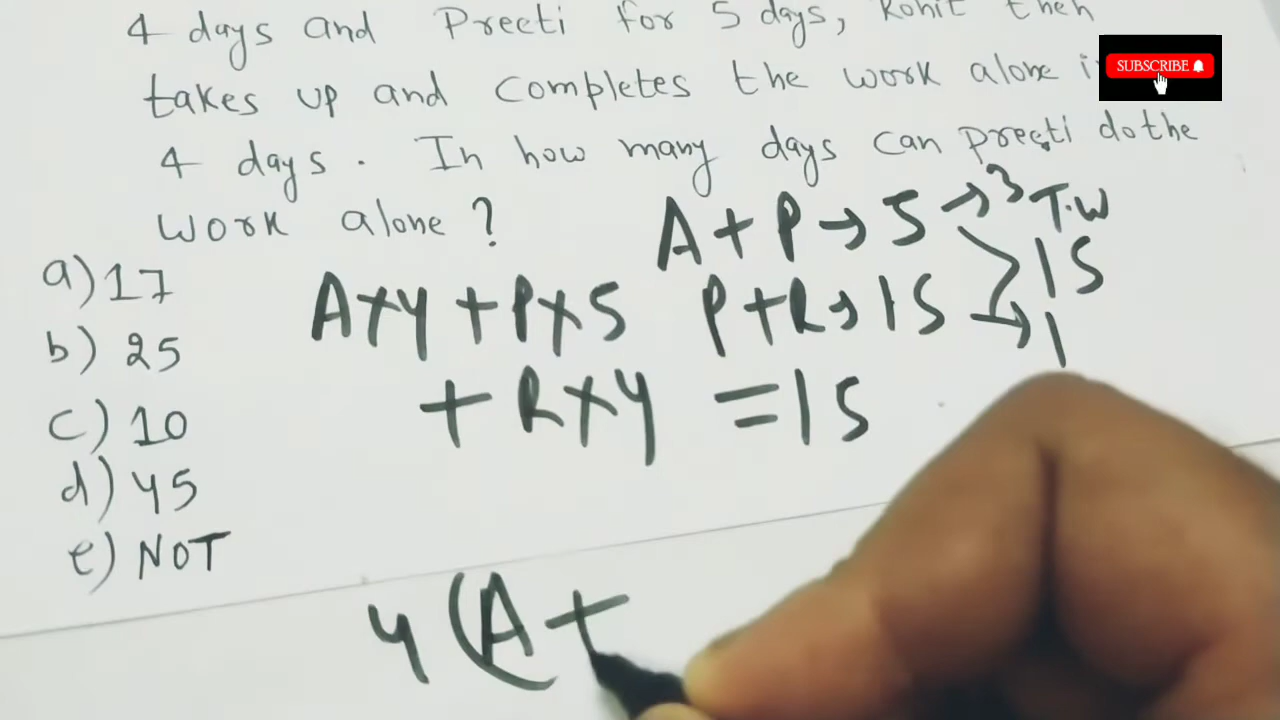 4 days and Preeti for 5 days, Rohit then
takes up and completes the work alone
SUBSCRIBE
4 days. In how many days can preeti do the
work alone?
A + P → 5 → 3 T.W
15
a) 17
A×4 + P×5
P+R→ 15 → 1
b) 25
+ R×4 = 15
c) 10
d) 45
e) NOT
4 (A +